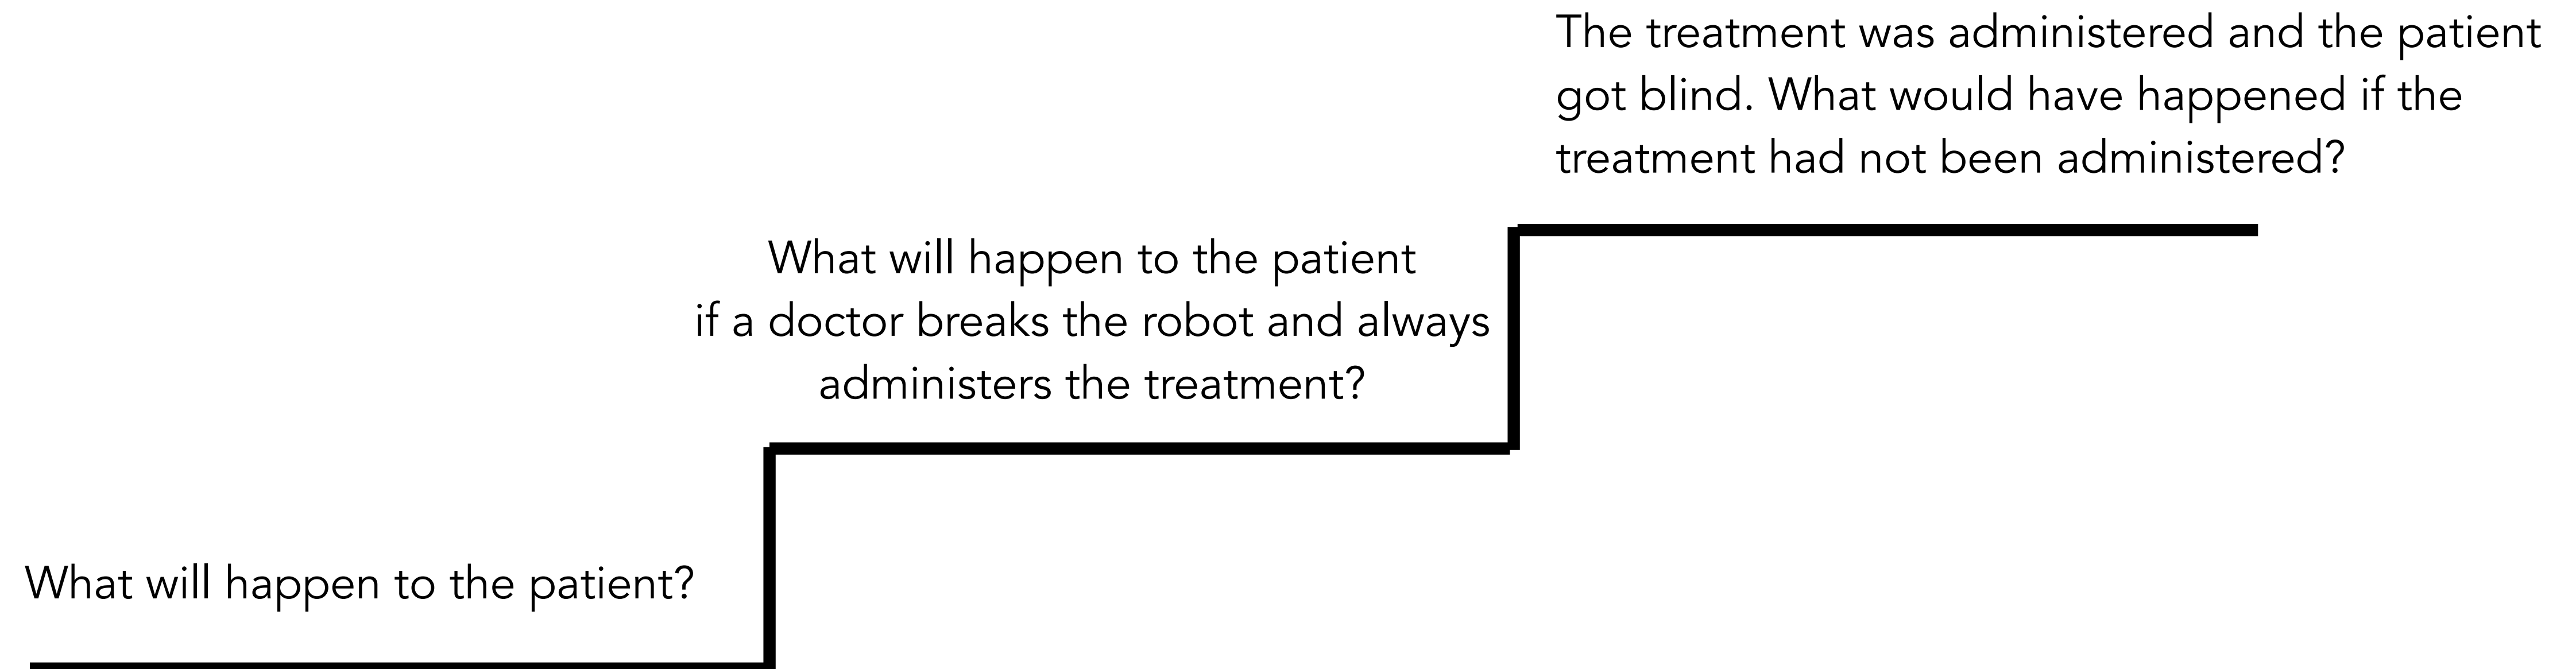 The treatment was administered and the patient
got blind. What would have happened if the
treatment had not been administered?
What will happen to the patient
if a doctor breaks the robot and always
administers the treatment?
What will happen to the patient?